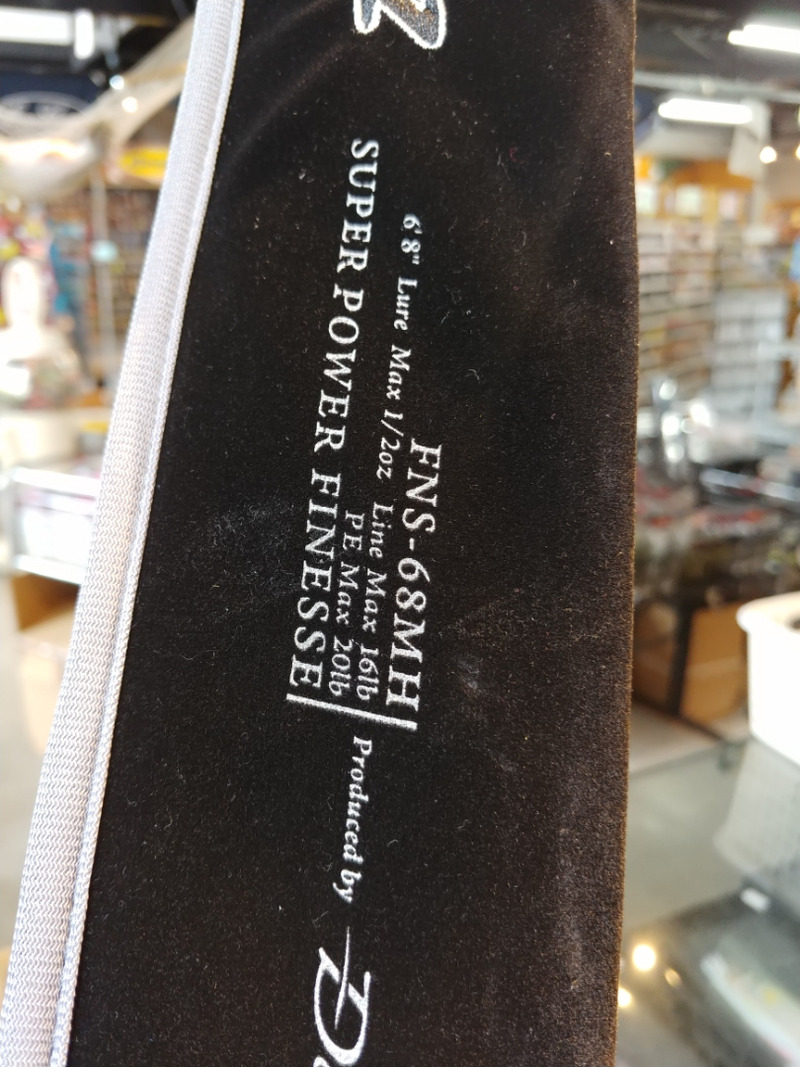 FNS-68MH
6'8" Lure Max 1/2oz Line Max 16lb
PE Max 20lb
SUPER POWER FINESSE
Produced by